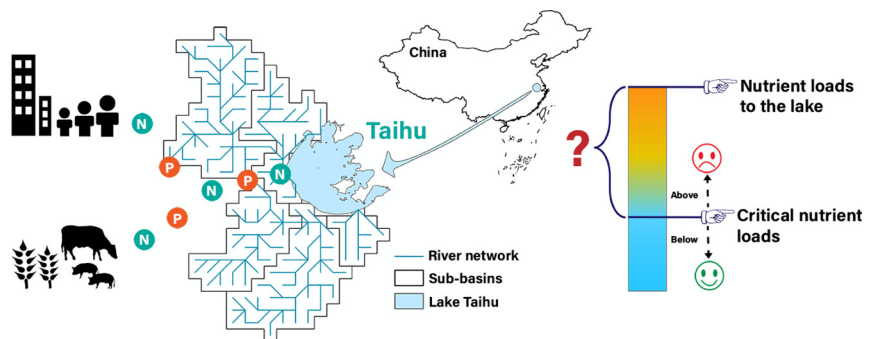 China
Taihu
N
P
P
N
N
P
N
River network
Sub-basins
Lake Taihu
?
Nutrient loads
to the lake
Above
Critical nutrient
loads
Below